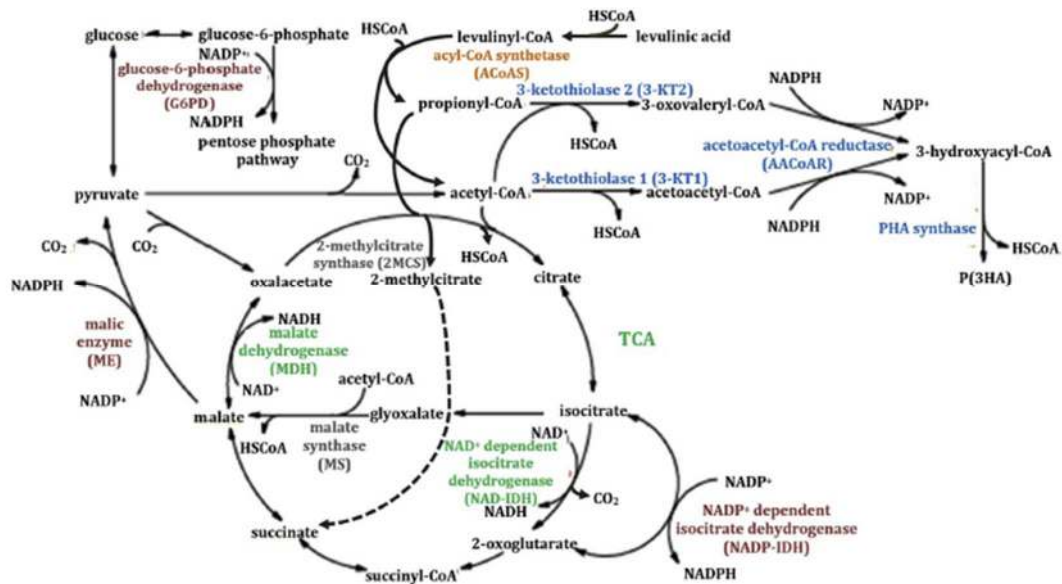 glucose
glucose-6-phosphate
NADP+
glucose-6-phosphate
dehydrogenase
(G6PD)
NADPH
pentose phosphate
pathway
HSCoA
levulinyl-CoA
HSCoA
levulinic acid
acyl-CoA synthetase
(ACoAS)
propionyl-CoA
3-ketothiolase 2 (3-KT2)
3-oxovaleryl-CoA
HSCoA
NADPH
NADP+
acetoacetyl-CoA reductase
(AACoAR)
3-hydroxyacyl-CoA
CO2
pyruvate
acetyl-CoA
3-ketothiolase 1 (3-KT1)
acetoacetyl-CoA
HSCoA
NADPH
NADP+
PHA synthase
HSCoA
P(3HA)
CO2
CO2
2-methylcitrate
synthase (2MCS)
HSCoA
oxalacetate
2-methylcitrate
citrate
NADPH
malic
enzyme
(ME)
NADP+
NADH
malate
dehydrogenase
(MDH)
NAD+
TCA
acetyl-CoA
malate
glyoxalate
isocitrate
HSCoA
malate
synthase
(MS)
NAD+
NAD+ dependent
isocitrate
dehydrogenase
(NAD-IDH)
NADH
CO2
NADP+
NADP+ dependent
isocitrate dehydrogenase
(NADP-IDH)
NADPH
succinate
2-oxoglutarate
succinyl-CoA